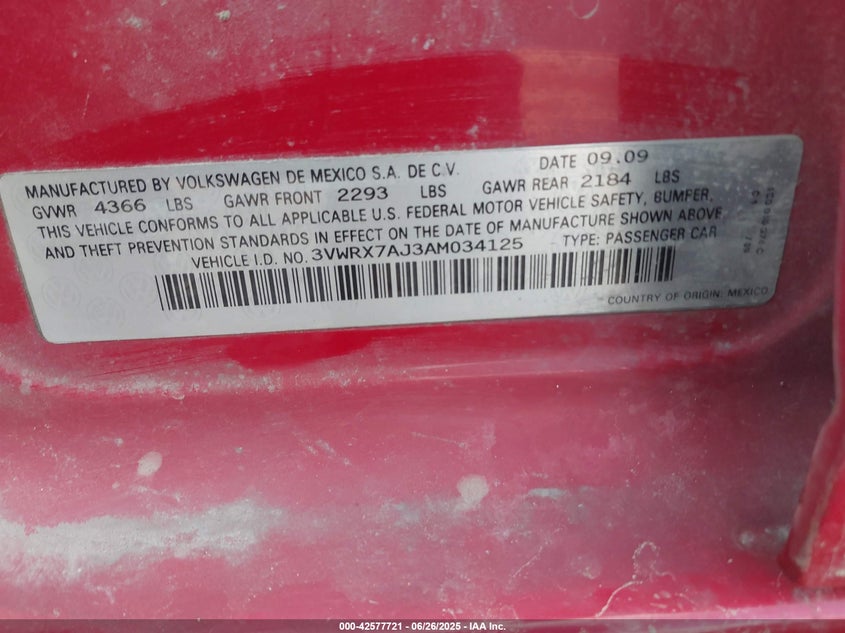 MANUFACTURED BY VOLKSWAGEN DE MEXICO S.A. DE C.V. DATE 09.09
GVWR 4366 LBS GAWR FRONT 2293 LBS GAWR REAR 2184 LBS
THIS VEHICLE CONFORMS TO ALL APPLICABLE U.S. FEDERAL MOTOR VEHICLE SAFETY, BUMPER,
AND THEFT PREVENTION STANDARDS IN EFFECT ON THE DATE OF MANUFACTURE SHOWN ABOVE
VEHICLE I.D. NO. 3VWRX7AJ3AM034125 TYPE: PASSENGER CAR
COUNTRY OF ORIGIN: MEXICO
000-42577721 | 06/26/2025 - IAA Inc.